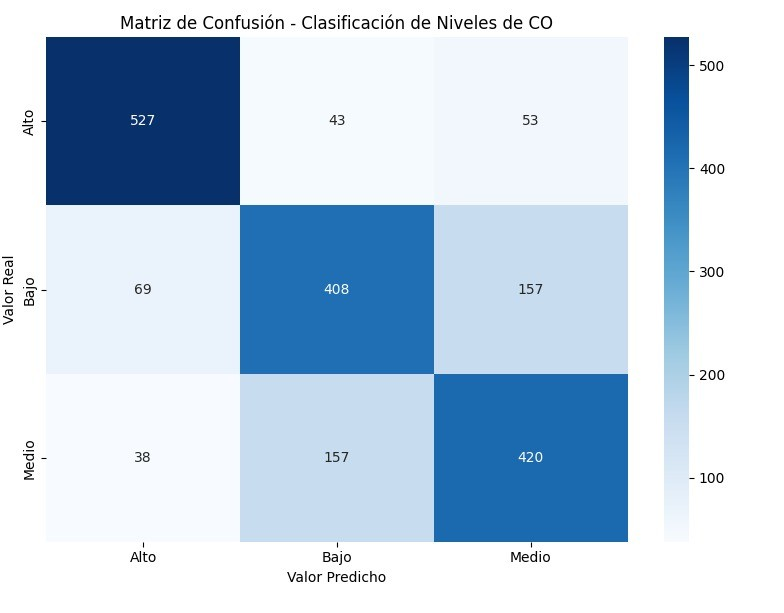 Matriz de Confusión - Clasificación de Niveles de CO
Valor Real
Alto
527
43
53
Bajo
69
408
157
Medio
38
157
420
Alto
Bajo
Medio
Valor Predicho
500
400
300
200
100